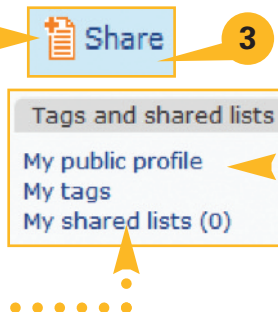 Share
3
Tags and shared lists
My public profile
My tags
My shared lists (0)